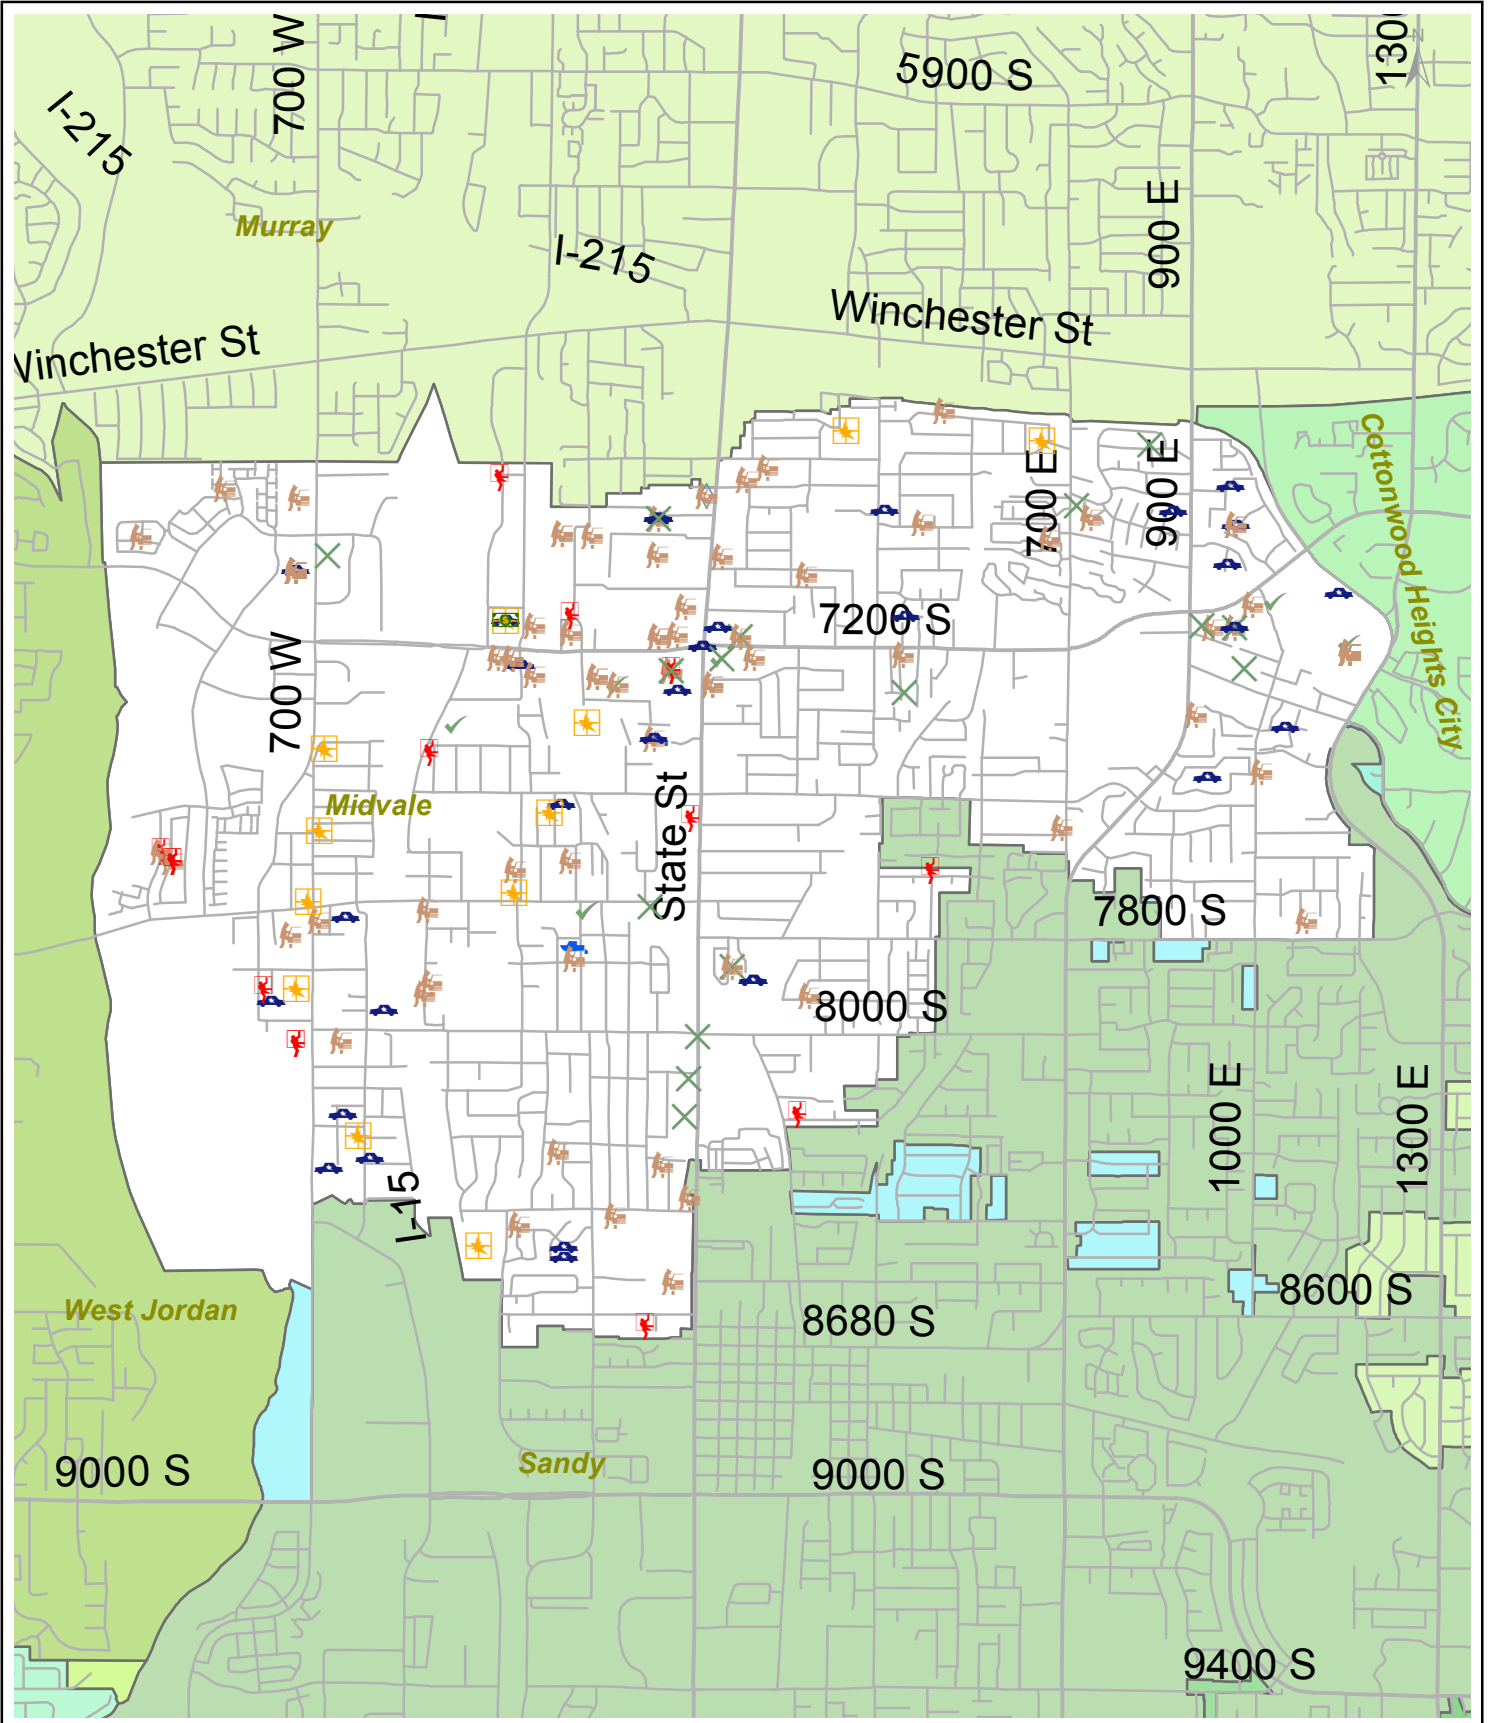 700 W
5900 S
130
I-215
Murray
I-215
900 E
Winchester St
Winchester St
Cottonwood Heights City
700 E
900 E
7200 S
700 W
Midvale
State St
7800 S
8000 S
1000 E
1300 E
I-15
West Jordan
8600 S
8680 S
Sandy
9000 S
9000 S
9400 S